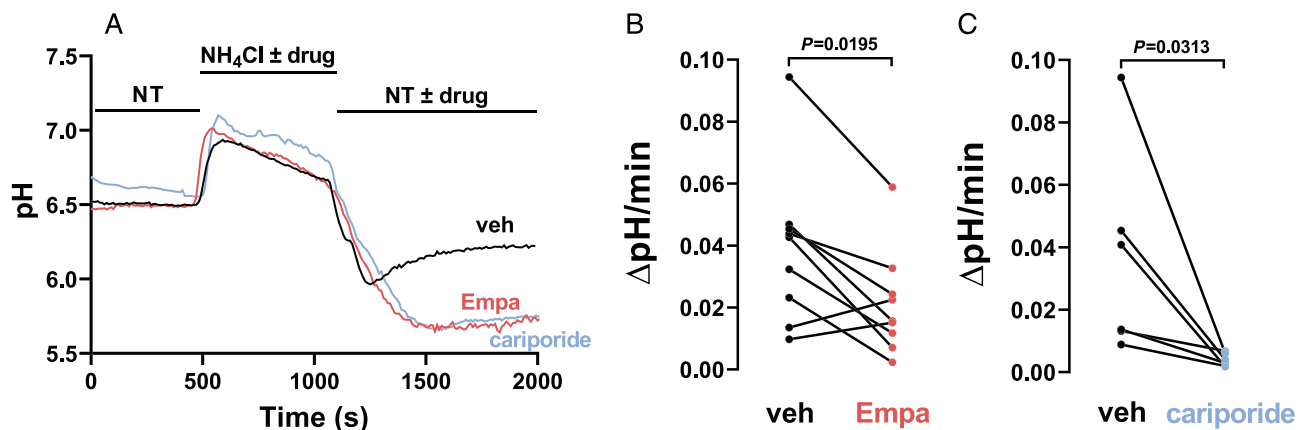 A
7.5
7.0
6.5
6.0
5.5
pH
NT
NH₄Cl ± drug
NT ± drug
veh
Empa
cariporide
0
500
1000
1500
2000
Time (s)
B
P=0.0195
0.10
0.08
0.06
0.04
0.02
0.00
ΔpH/min
veh
Empa
C
P=0.0313
0.10
0.08
0.06
0.04
0.02
0.00
ΔpH/min
veh
cariporide